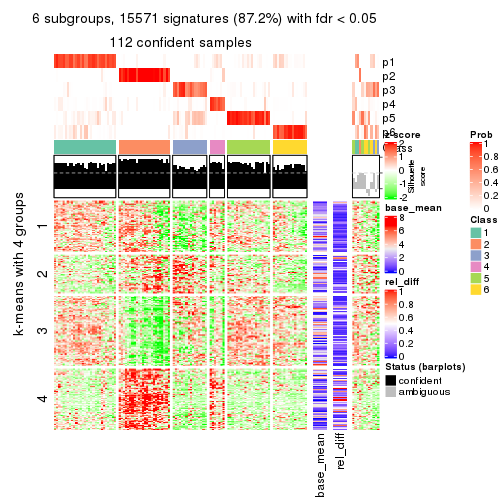 6 subgroups, 15571 signatures (87.2%) with fdr < 0.05
112 confident samples
p1
p2
p3
p4
p5
p6
Class
z-score
2
1
0
-1
-2
Silhouette
score
Prob
1
0.8
0.6
0.4
0.2
0
base_mean
8
6
4
2
0
Class
1
2
3
4
5
6
rel_diff
1
0.8
0.6
0.4
0.2
0
Status (barplots)
confident
ambiguous
k-means with 4 groups
1
2
3
4
base_mean
rel_diff